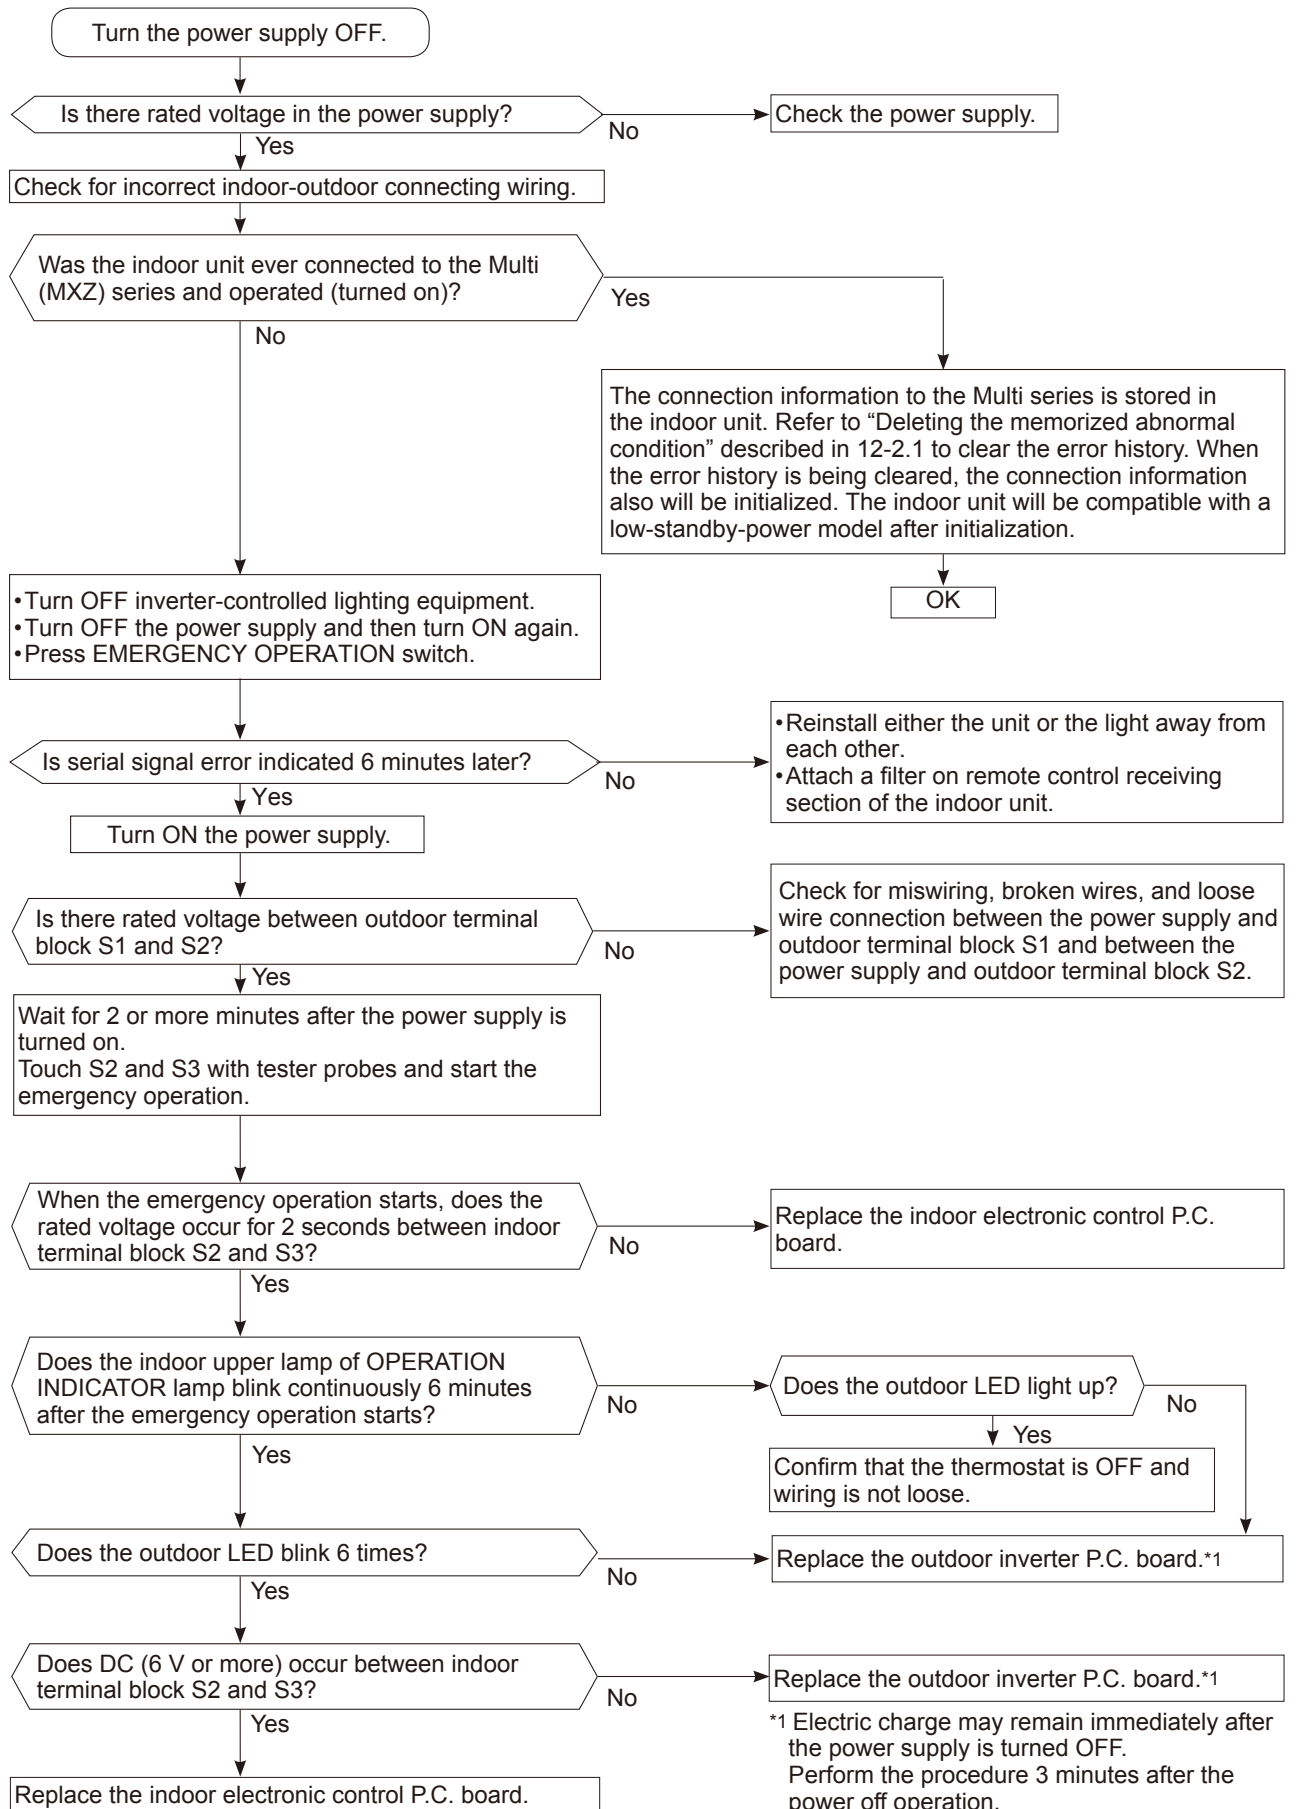 Turn the power supply OFF.
Is there rated voltage in the power supply?
No
Check the power supply.
Yes
Check for incorrect indoor-outdoor connecting wiring.
Was the indoor unit ever connected to the Multi
(MXZ) series and operated (turned on)?
Yes
No
The connection information to the Multi series is stored in
the indoor unit. Refer to “Deleting the memorized abnormal
condition” described in 12-2.1 to clear the error history. When
the error history is being cleared, the connection information
also will be initialized. The indoor unit will be compatible with a
low-standby-power model after initialization.
OK
•Turn OFF inverter-controlled lighting equipment.
•Turn OFF the power supply and then turn ON again.
•Press EMERGENCY OPERATION switch.
Is serial signal error indicated 6 minutes later?
No
•Reinstall either the unit or the light away from
each other.
•Attach a filter on remote control receiving
section of the indoor unit.
Yes
Turn ON the power supply.
Is there rated voltage between outdoor terminal
block S1 and S2?
No
Check for miswiring, broken wires, and loose
wire connection between the power supply and
outdoor terminal block S1 and between the
power supply and outdoor terminal block S2.
Yes
Wait for 2 or more minutes after the power supply is
turned on.
Touch S2 and S3 with tester probes and start the
emergency operation.
When the emergency operation starts, does the
rated voltage occur for 2 seconds between indoor
terminal block S2 and S3?
No
Replace the indoor electronic control P.C.
board.
Yes
Does the indoor upper lamp of OPERATION
INDICATOR lamp blink continuously 6 minutes
after the emergency operation starts?
No
Does the outdoor LED light up?
No
Yes
Confirm that the thermostat is OFF and
wiring is not loose.
Yes
Does the outdoor LED blink 6 times?
No
Replace the outdoor inverter P.C. board.*1
Yes
Does DC (6 V or more) occur between indoor
terminal block S2 and S3?
No
Replace the outdoor inverter P.C. board.*1
Yes
Replace the indoor electronic control P.C. board.
*1 Electric charge may remain immediately after
the power supply is turned OFF.
Perform the procedure 3 minutes after the
power off operation.